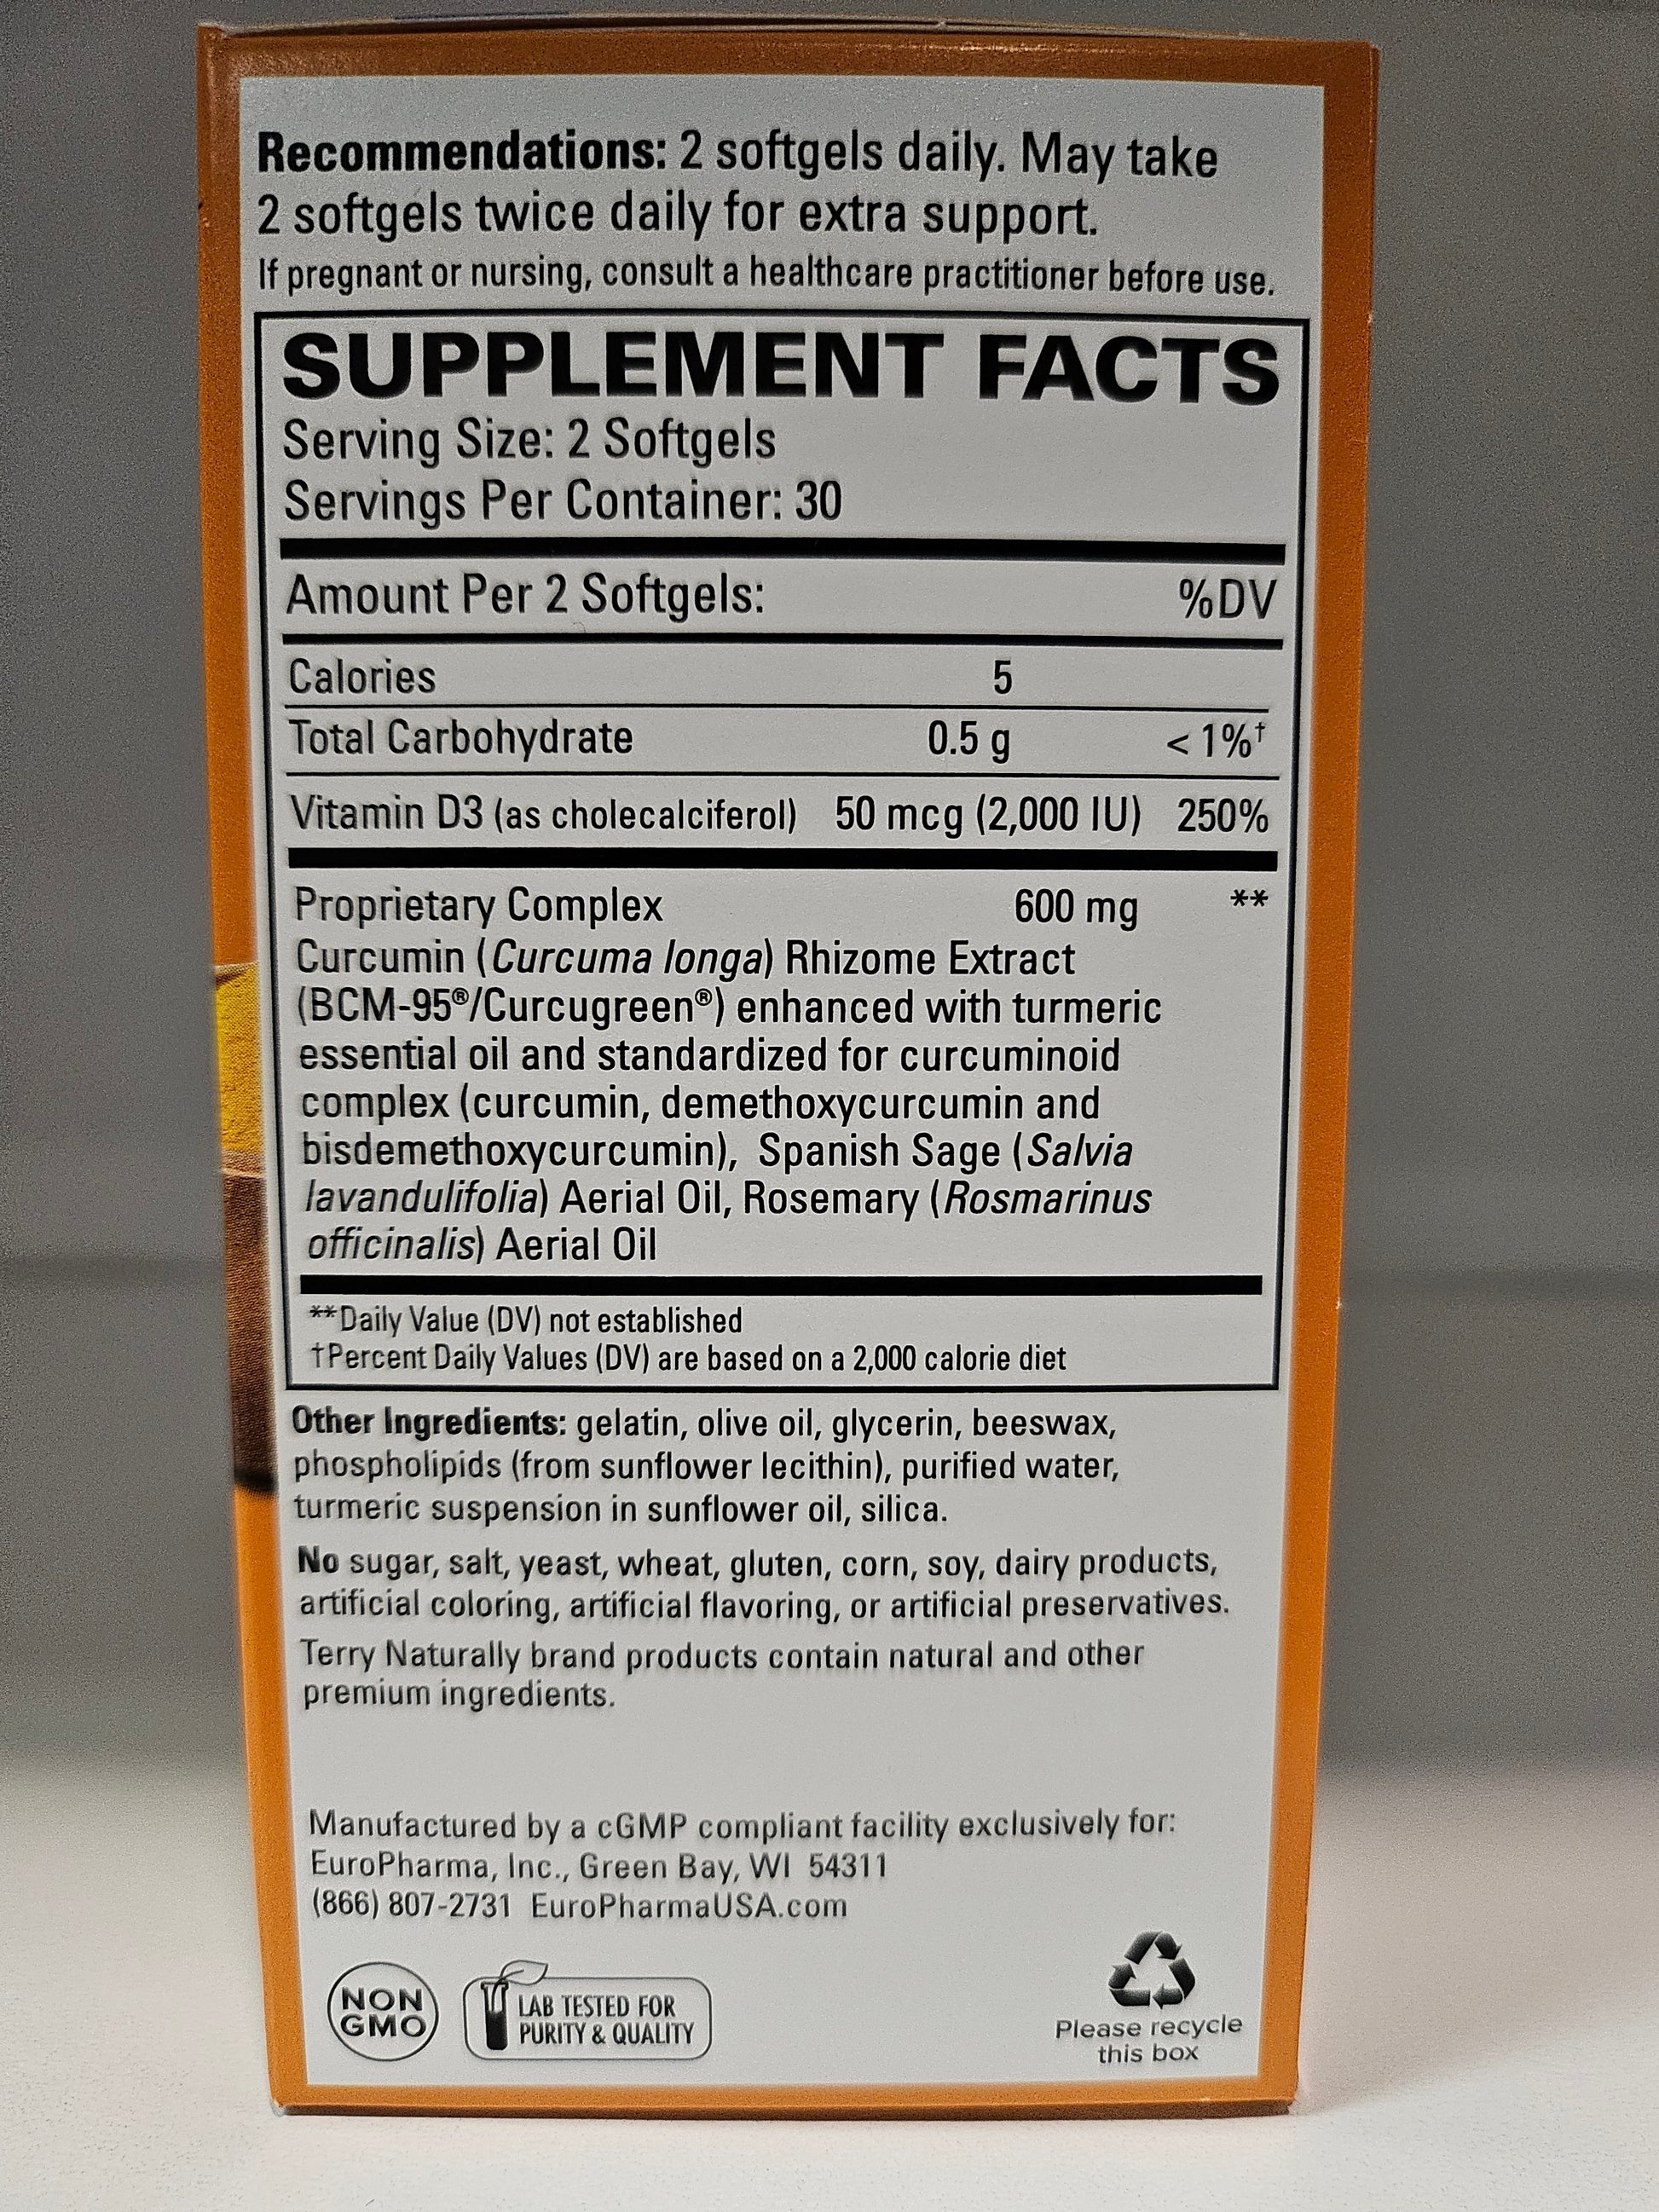 Recommendations: 2 softgels daily. May take
2 softgels twice daily for extra support.
If pregnant or nursing, consult a healthcare practitioner before use.
SUPPLEMENT FACTS
Serving Size: 2 Softgels
Servings Per Container: 30
Amount Per 2 Softgels: %DV
Calories 5
Total Carbohydrate 0.5 g < 1%†
Vitamin D3 (as cholecalciferol) 50 mcg (2,000 IU) 250%
Proprietary Complex 600 mg **
Curcumin (Curcuma longa) Rhizome Extract
(BCM-95®/Curcugreen®) enhanced with turmeric
essential oil and standardized for curcuminoid
complex (curcumin, demethoxycurcumin and
bisdemethoxycurcumin), Spanish Sage (Salvia
lavandulifolia) Aerial Oil, Rosemary (Rosmarinus
officinalis) Aerial Oil
**Daily Value (DV) not established
†Percent Daily Values (DV) are based on a 2,000 calorie diet
Other Ingredients: gelatin, olive oil, glycerin, beeswax,
phospholipids (from sunflower lecithin), purified water,
turmeric suspension in sunflower oil, silica.
No sugar, salt, yeast, wheat, gluten, corn, soy, dairy products,
artificial coloring, artificial flavoring, or artificial preservatives.
Terry Naturally brand products contain natural and other
premium ingredients.
Manufactured by a cGMP compliant facility exclusively for:
EuroPharma, Inc., Green Bay, WI 54311
(866) 807-2731 EuroPharmaUSA.com
NON
GMO
LAB TESTED FOR
PURITY & QUALITY
Please recycle
this box